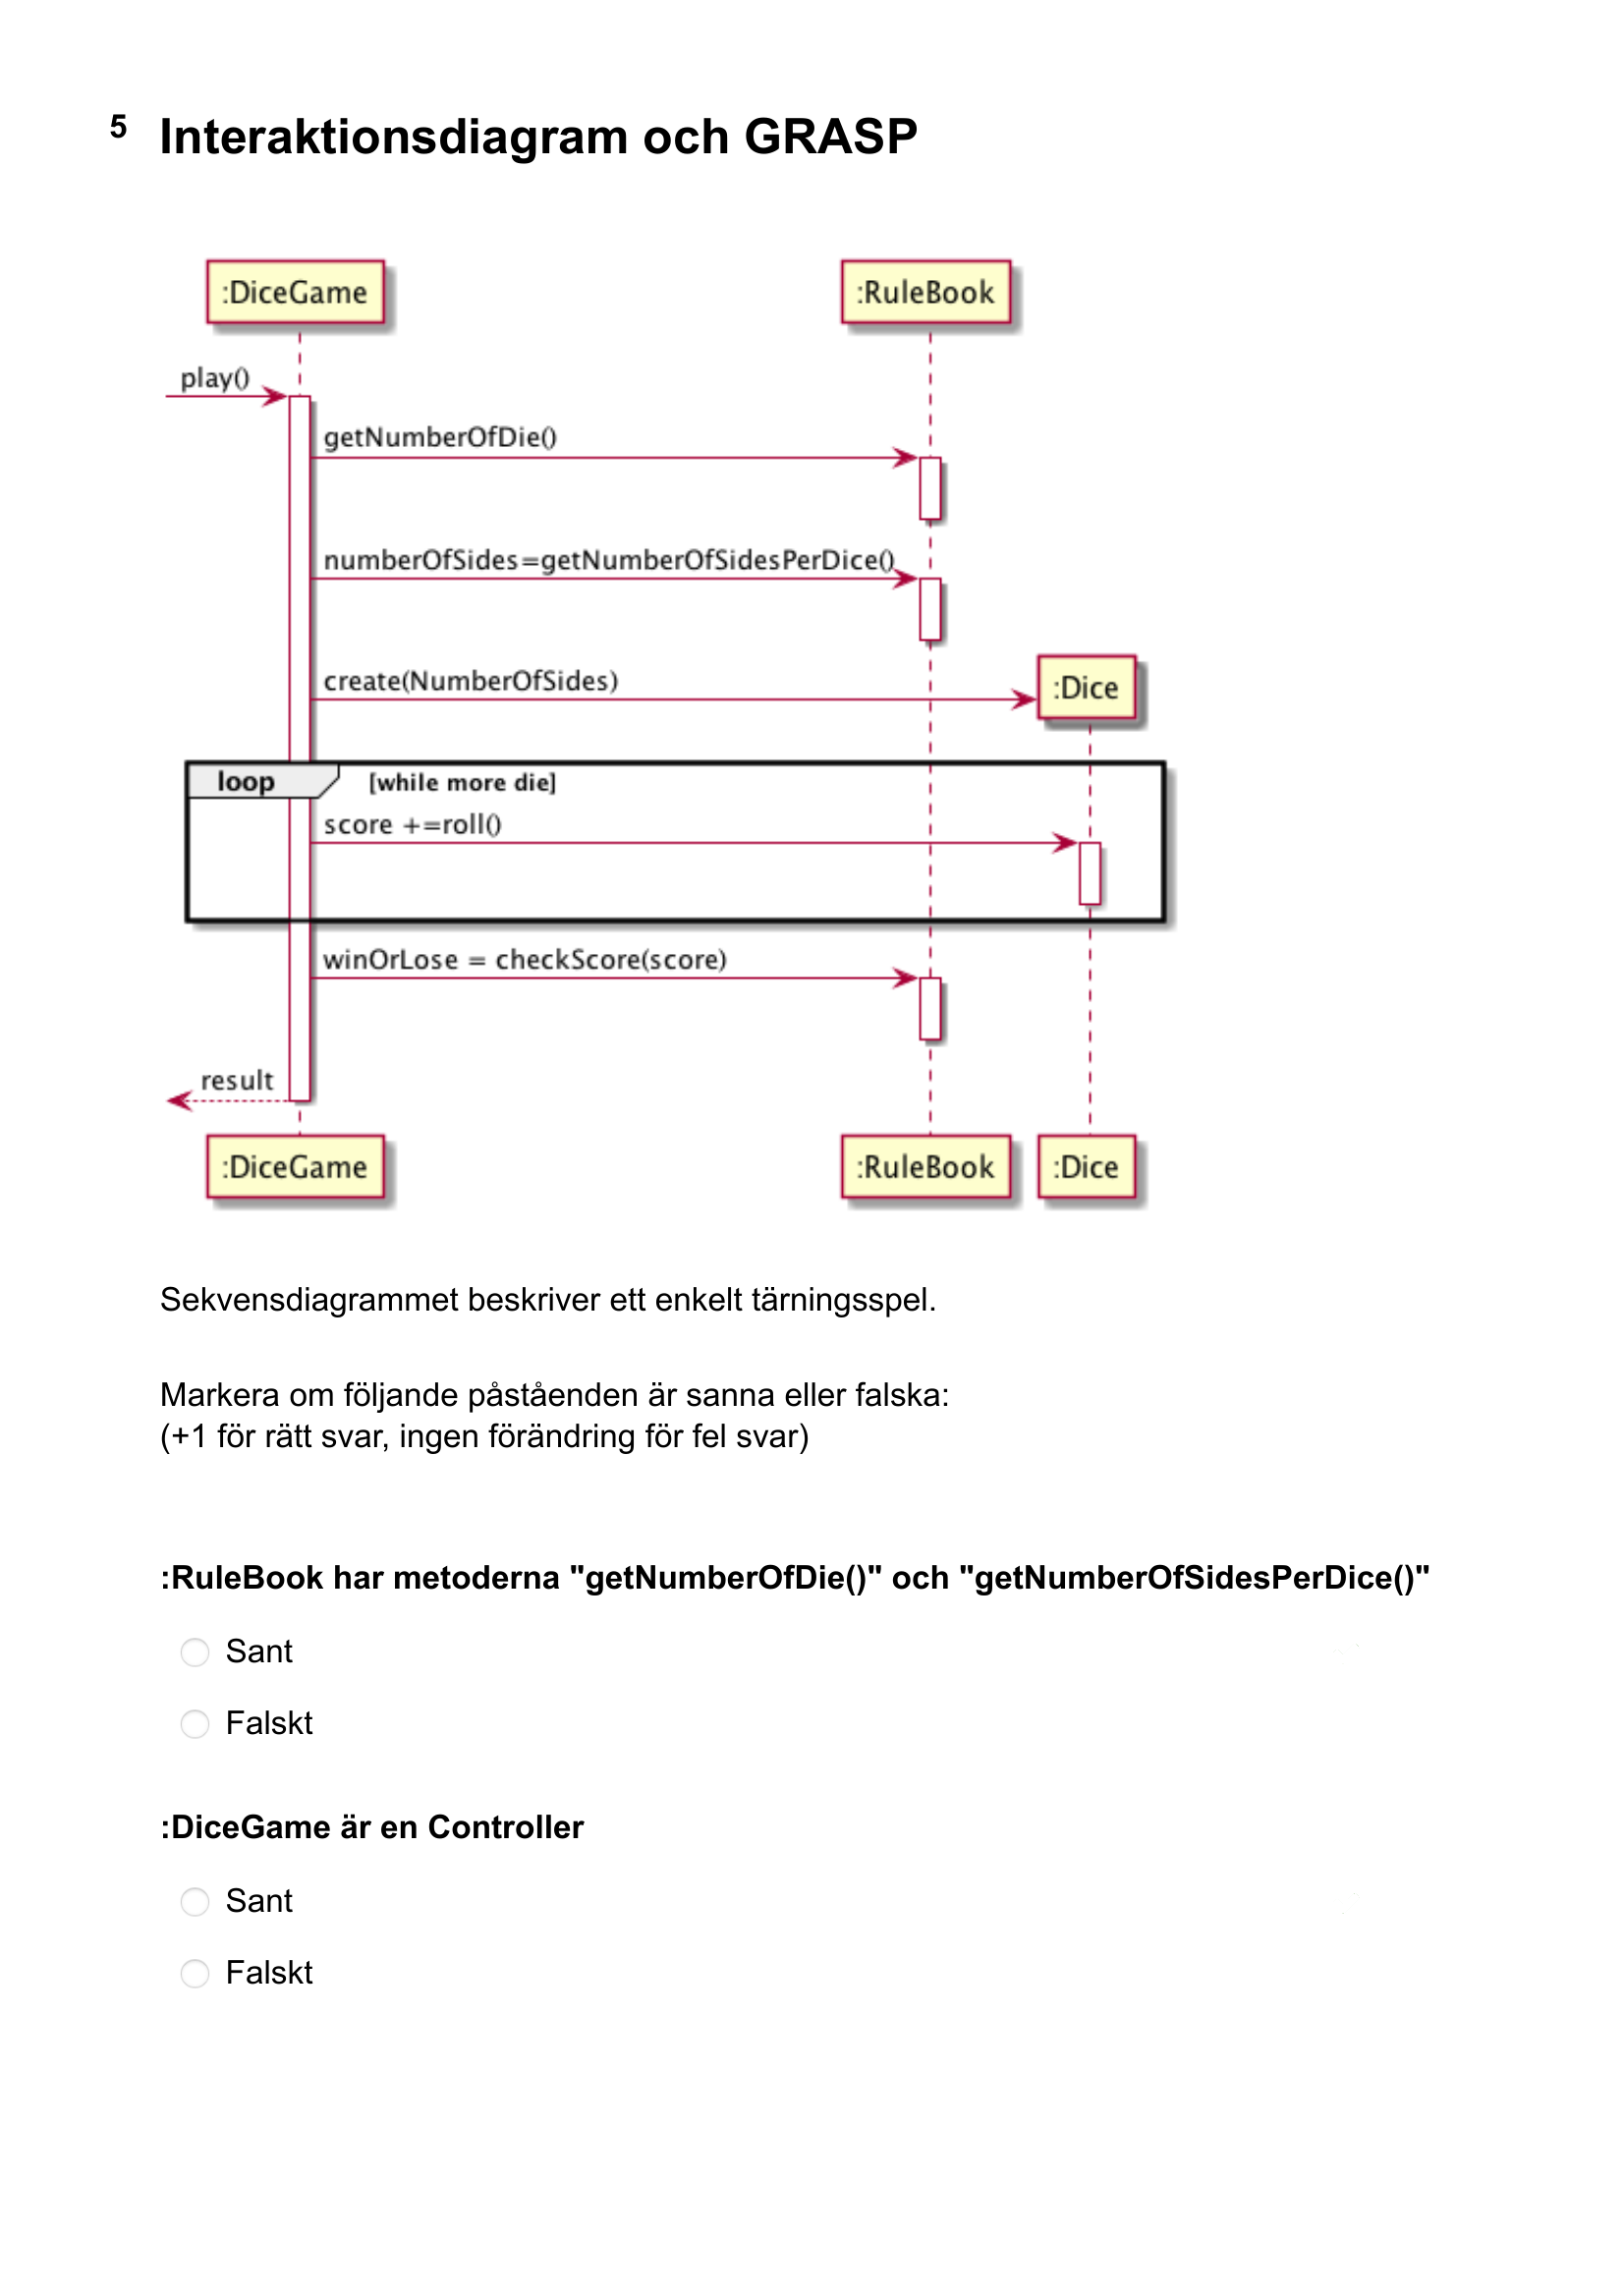 5 Interaktionsdiagram och GRASP
:DiceGame :RuleBook
play()
getNumberOfDie()
numberOfSides=getNumberOfSidesPerDice()
create(NumberOfSides) :Dice
loop [while more die]
score +=roll()
winOrLose = checkScore(score)
result
:DiceGame :RuleBook :Dice
Sekvensdiagrammet beskriver ett enkelt tärningsspel.
Markera om följande påståenden är sanna eller falska:
(+1 för rätt svar, ingen förändring för fel svar)
:RuleBook har metoderna "getNumberOfDie()" och "getNumberOfSidesPerDice()"
Sant
Falskt
:DiceGame är en Controller
Sant
Falskt